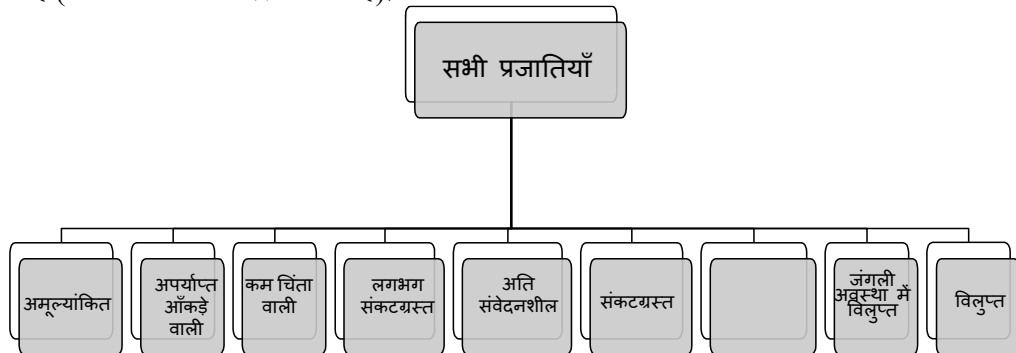 सभी प्रजातियाँ
अमूल्यांकित
अपर्याप्त
आँकड़े
वाली
कम चिंता
वाली
लगभग
संकटग्रस्त
अति
संवेदनशील
संकटग्रस्त
जंगली
अवस्था में
विलुप्त
विलुप्त